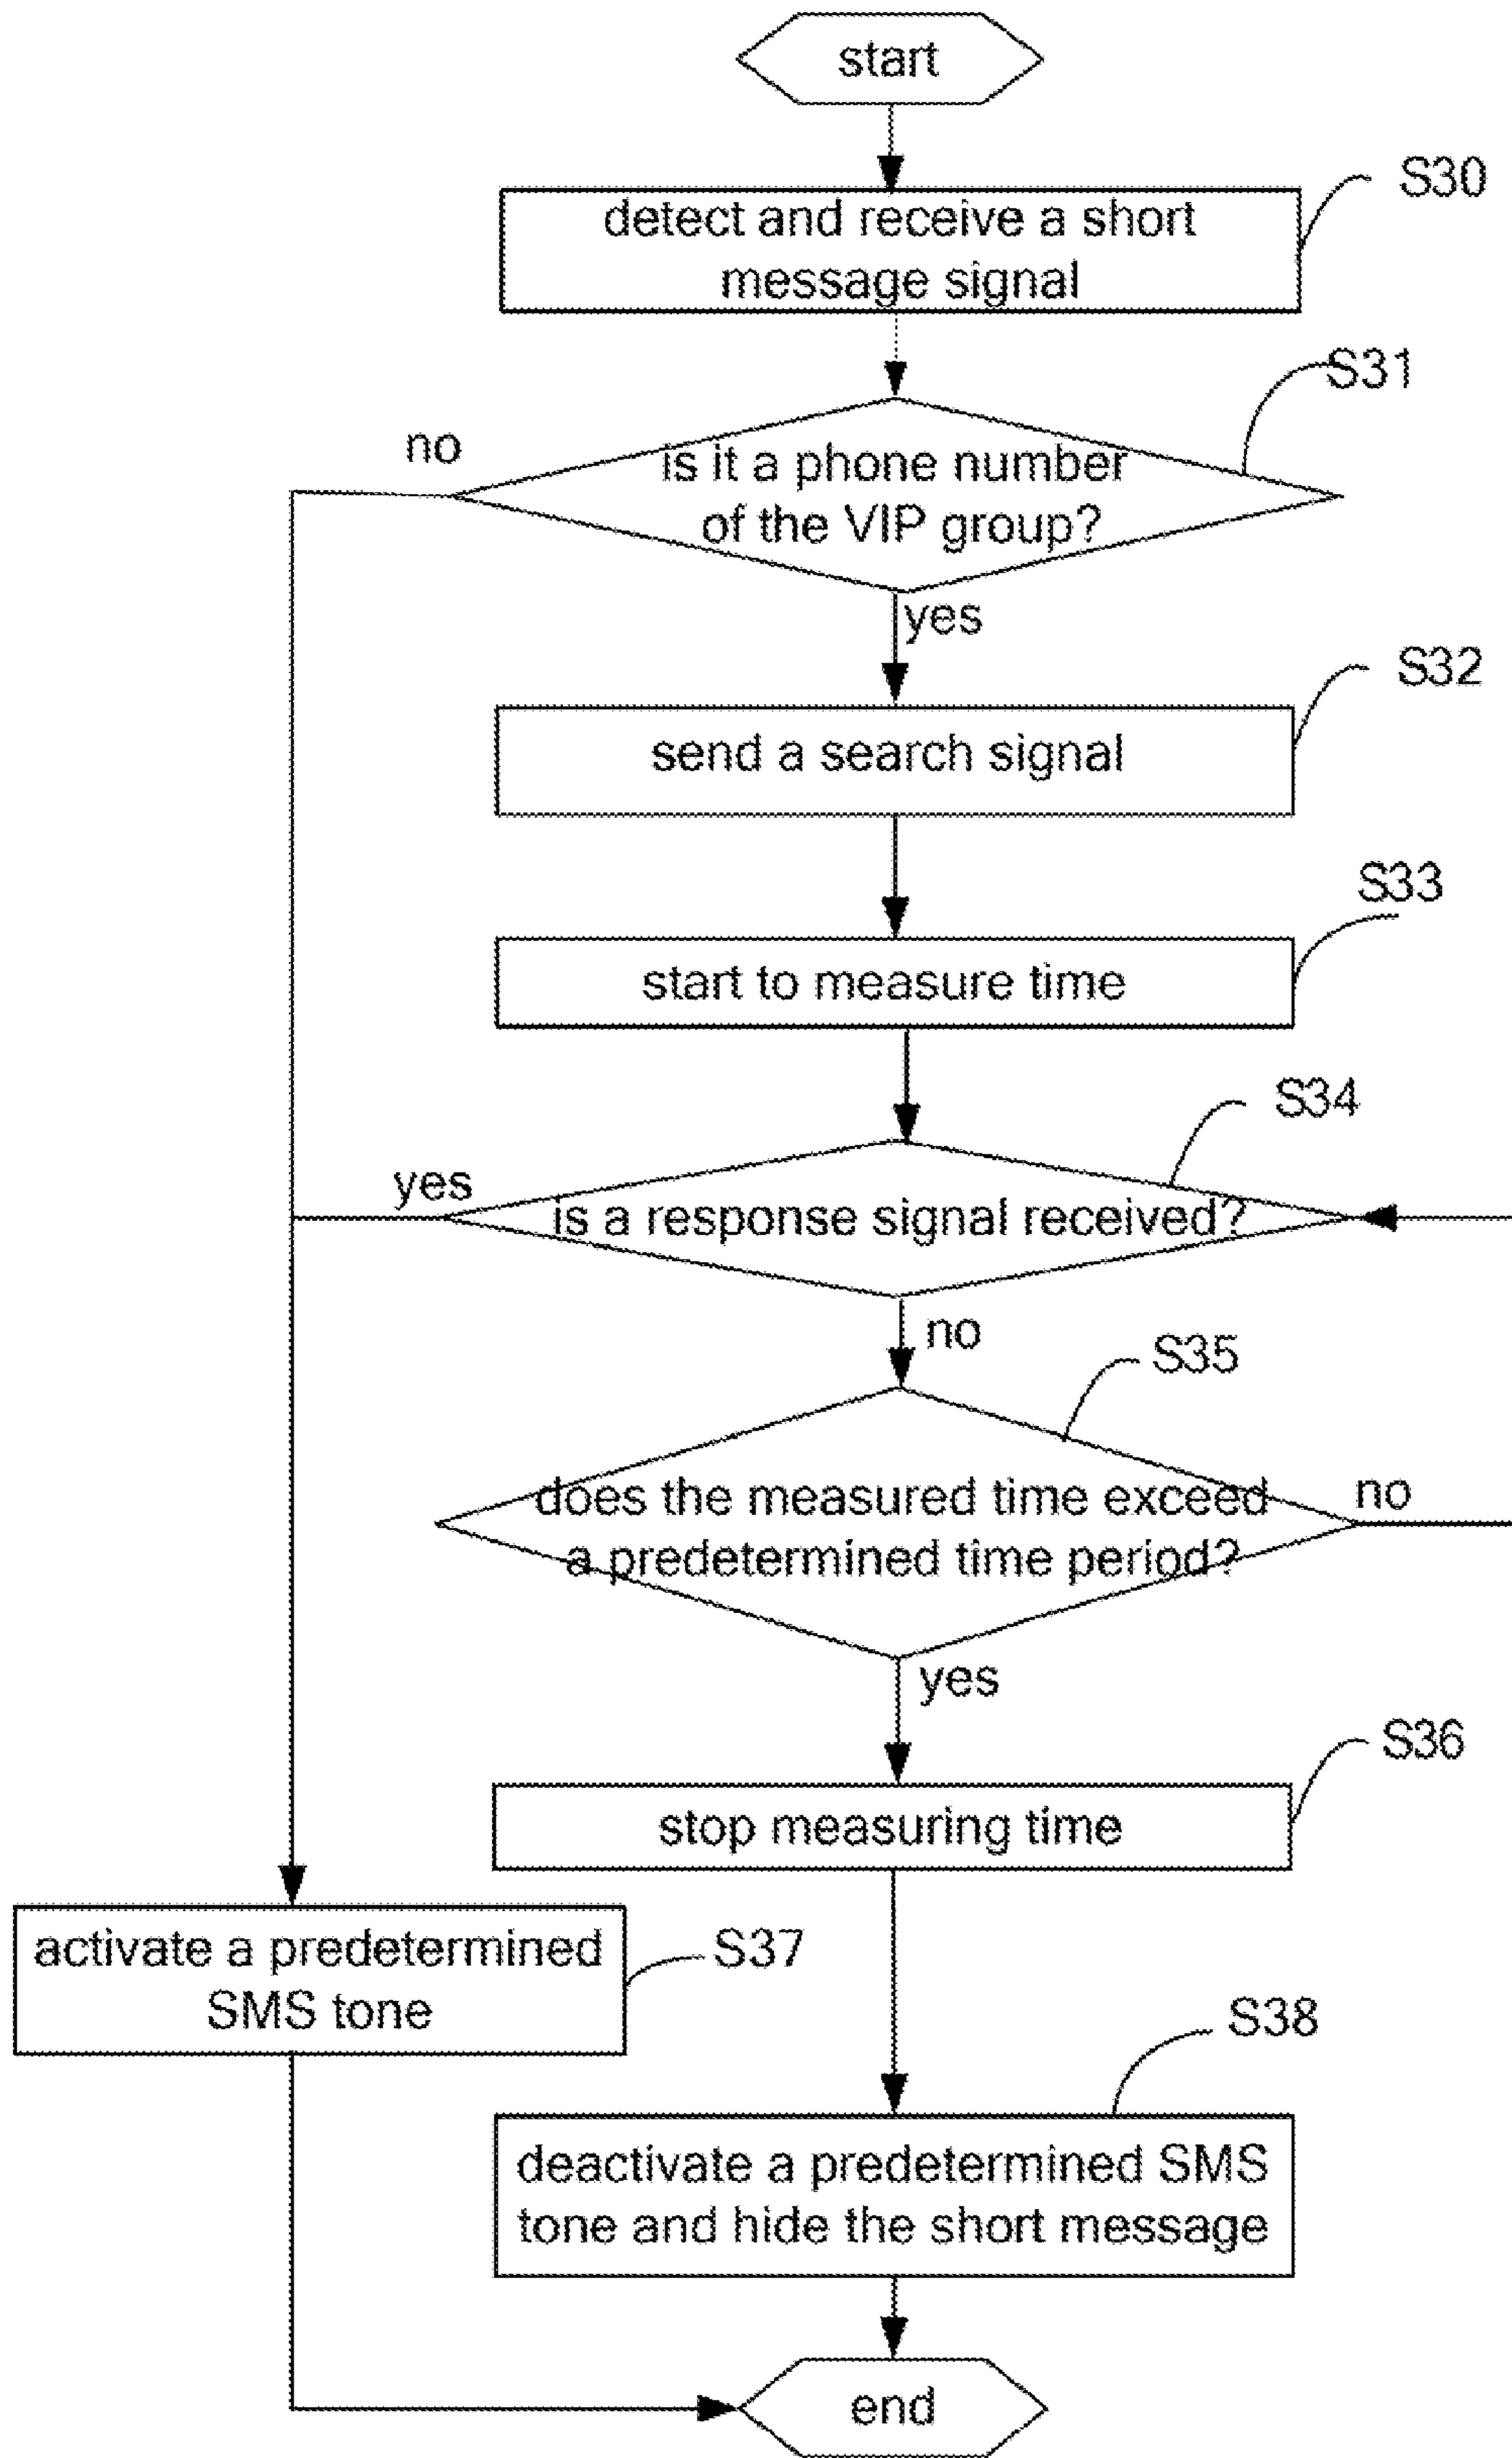 start
S30
detect and receive a short
message signal
S31
no
is it a phone number
of the VIP group?
yes
S32
send a search signal
S33
start to measure time
S34
yes
is a response signal received?
no
S35
does the measured time exceed
a predetermined time period?
no
yes
S36
stop measuring time
activate a predetermined
SMS tone
S37
S38
deactivate a predetermined SMS
tone and hide the short message
end